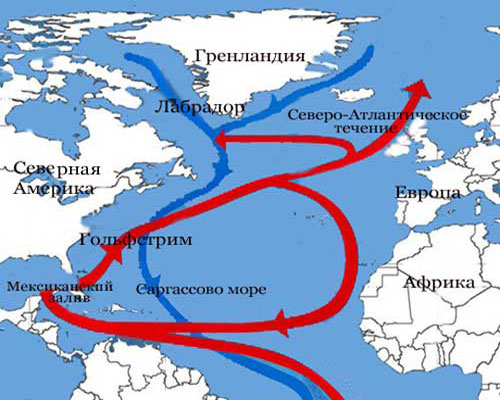 Гренландия
Лабрадор
Северо-Атлантическое
течение
Северная
Америка
Европа
Гольфстрим
Мексиканский
залив
Саргассово море
Африка